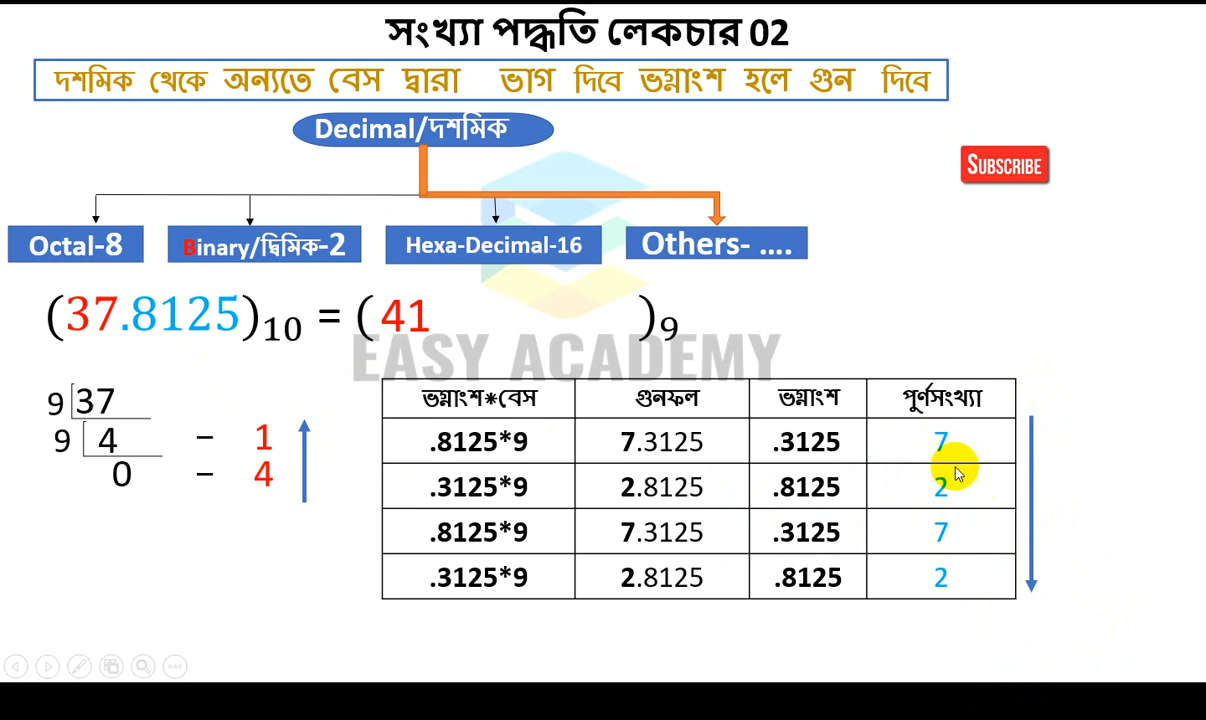 সংখ্যা পদ্ধতি লেকচার 02
দশমিক থেকে অন্যতে বেস দ্বারা ভাগ দিবে ভগ্নাংশ হলে গুন দিবে
Decimal/দশমিক
SUBSCRIBE
Octal-8 Binary/দ্বিমিক-2 Hexa-Decimal-16 Others- ....
(37.8125)10 = (41 )9
EASY ACADEMY
9 37
9 4 – 1
0 – 4
ভগ্নাংশ*বেস গুনফল ভগ্নাংশ পুর্ণসংখ্যা
.8125*9 7.3125 .3125 7
.3125*9 2.8125 .8125 2
.8125*9 7.3125 .3125 7
.3125*9 2.8125 .8125 2